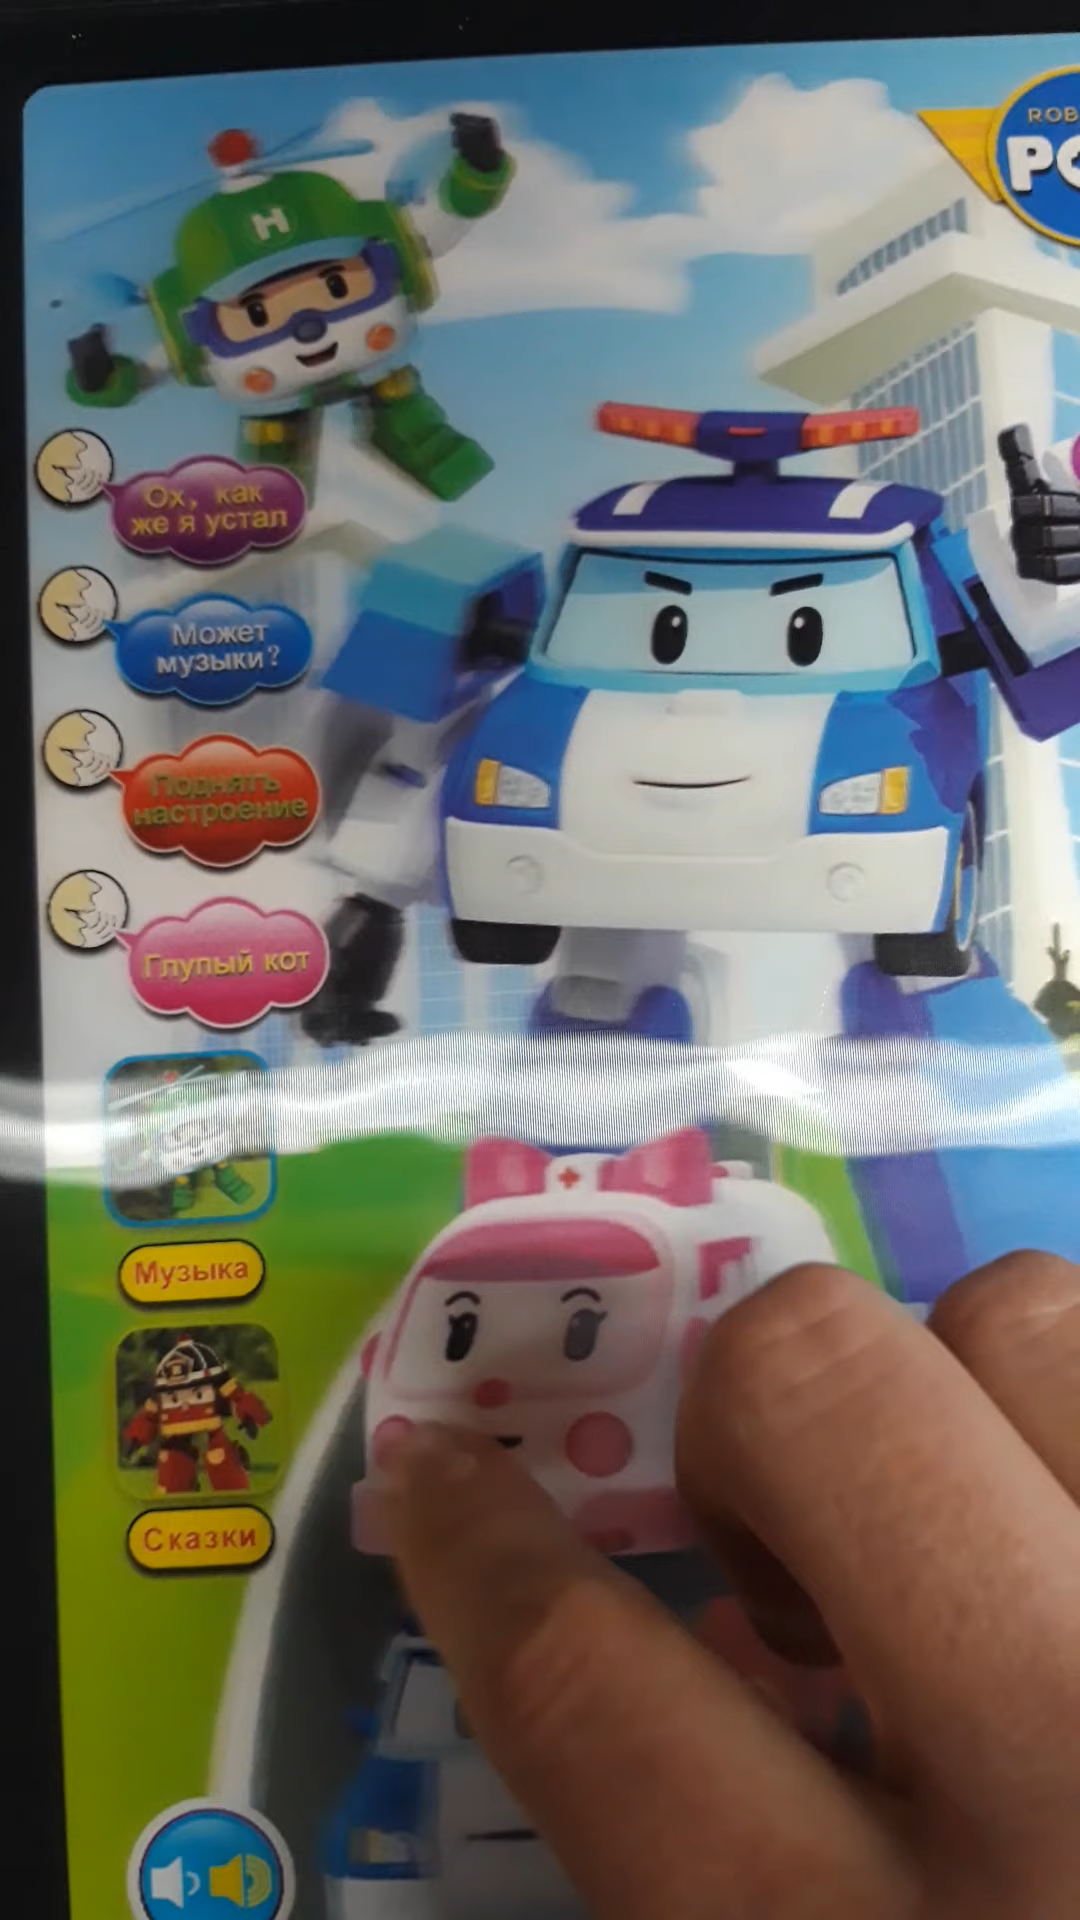 ROB
PO
H
Ох, как
же я устал
Может
музыки?
Поднять
настроение
Глупый кот
Музыка
Сказки